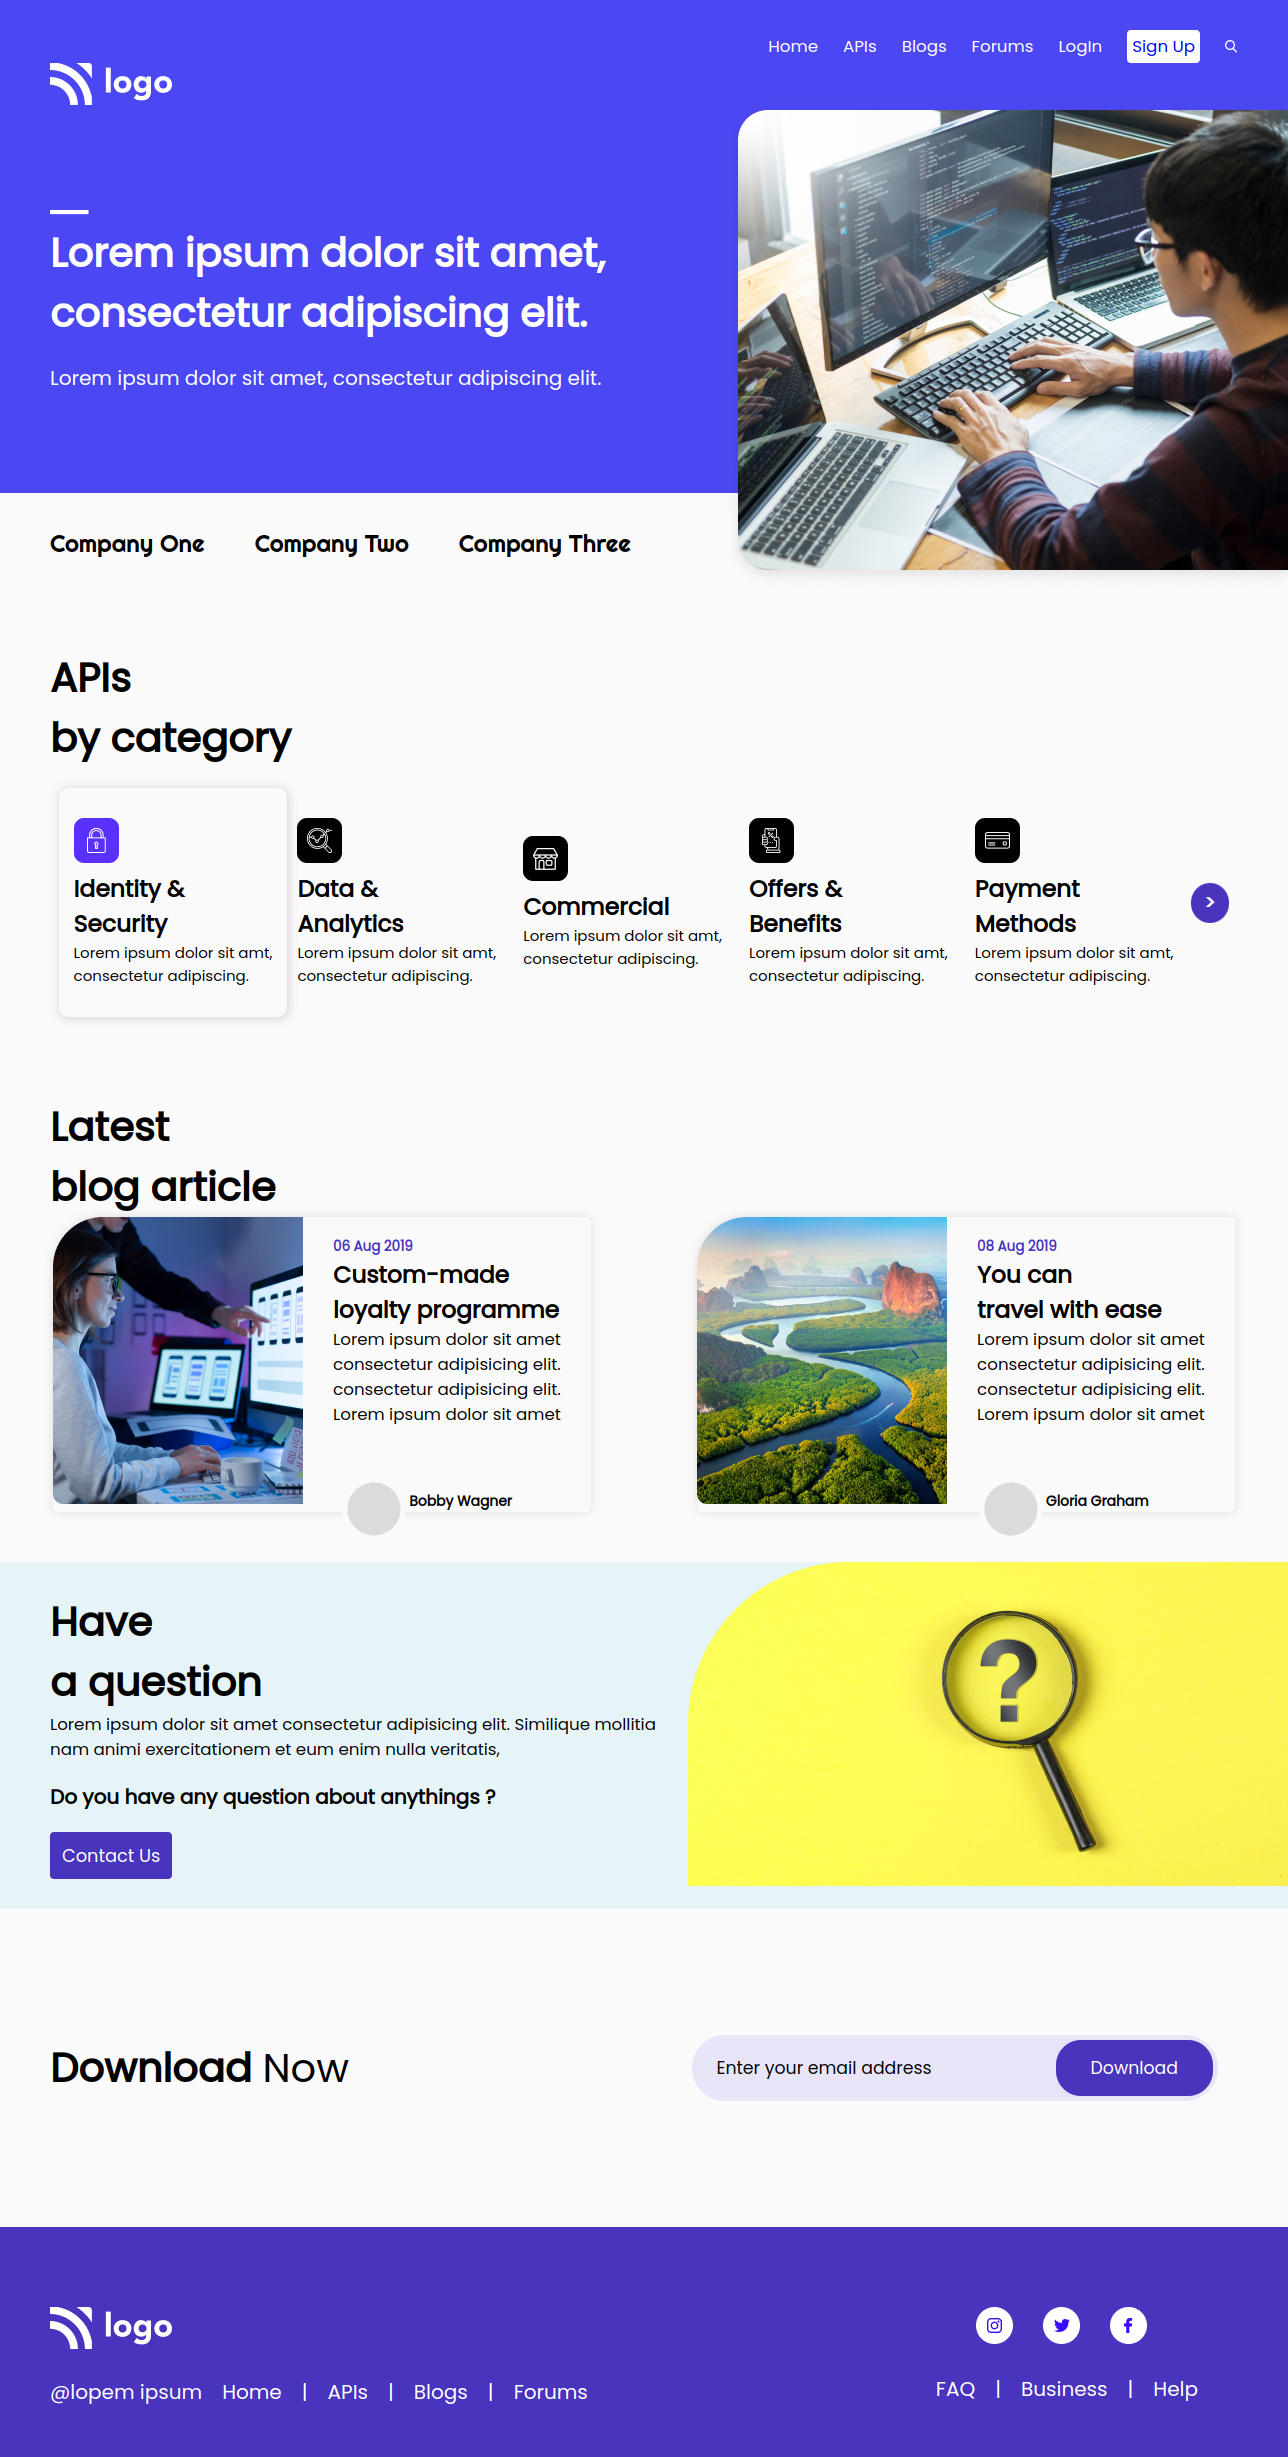 Home APIs Blogs Forums LogIn Sign Up
logo
Lorem ipsum dolor sit amet,
consectetur adipiscing elit.
Lorem ipsum dolor sit amet, consectetur adipiscing elit.
Company One Company Two Company Three
APIs
by category
Identity &
Security
Lorem ipsum dolor sit amt,
consectetur adipiscing.
Data &
Analytics
Lorem ipsum dolor sit amt,
consectetur adipiscing.
Commercial
Lorem ipsum dolor sit amt,
consectetur adipiscing.
Offers &
Benefits
Lorem ipsum dolor sit amt,
consectetur adipiscing.
Payment
Methods
Lorem ipsum dolor sit amt,
consectetur adipiscing.
>
Latest
blog article
06 Aug 2019
Custom-made
loyalty programme
Lorem ipsum dolor sit amet
consectetur adipisicing elit.
consectetur adipisicing elit.
Lorem ipsum dolor sit amet
Bobby Wagner
08 Aug 2019
You can
travel with ease
Lorem ipsum dolor sit amet
consectetur adipisicing elit.
consectetur adipisicing elit.
Lorem ipsum dolor sit amet
Gloria Graham
Have
a question
Lorem ipsum dolor sit amet consectetur adipisicing elit. Similique mollitia
nam animi exercitationem et eum enim nulla veritatis,
Do you have any question about anythings ?
Contact Us
?
Download Now
Enter your email address
Download
logo
@lopem ipsum Home | APIs | Blogs | Forums
FAQ | Business | Help